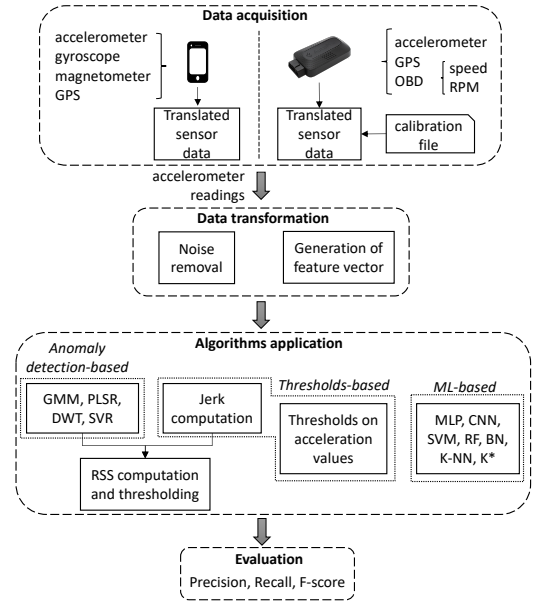 Data acquisition
accelerometer
gyroscope
magnetometer
GPS
accelerometer
GPS
OBD
speed
RPM
Translated
sensor
data
Translated
sensor
data
calibration
file
accelerometer
readings
Data transformation
Noise
removal
Generation of
feature vector
Algorithms application
Anomaly
detection-based
GMM, PLSR,
DWT, SVR
Jerk
computation
Thresholds-based
Thresholds on
acceleration
values
ML-based
MLP, CNN,
SVM, RF, BN,
K-NN, K*
RSS computation
and thresholding
Evaluation
Precision, Recall, F-score